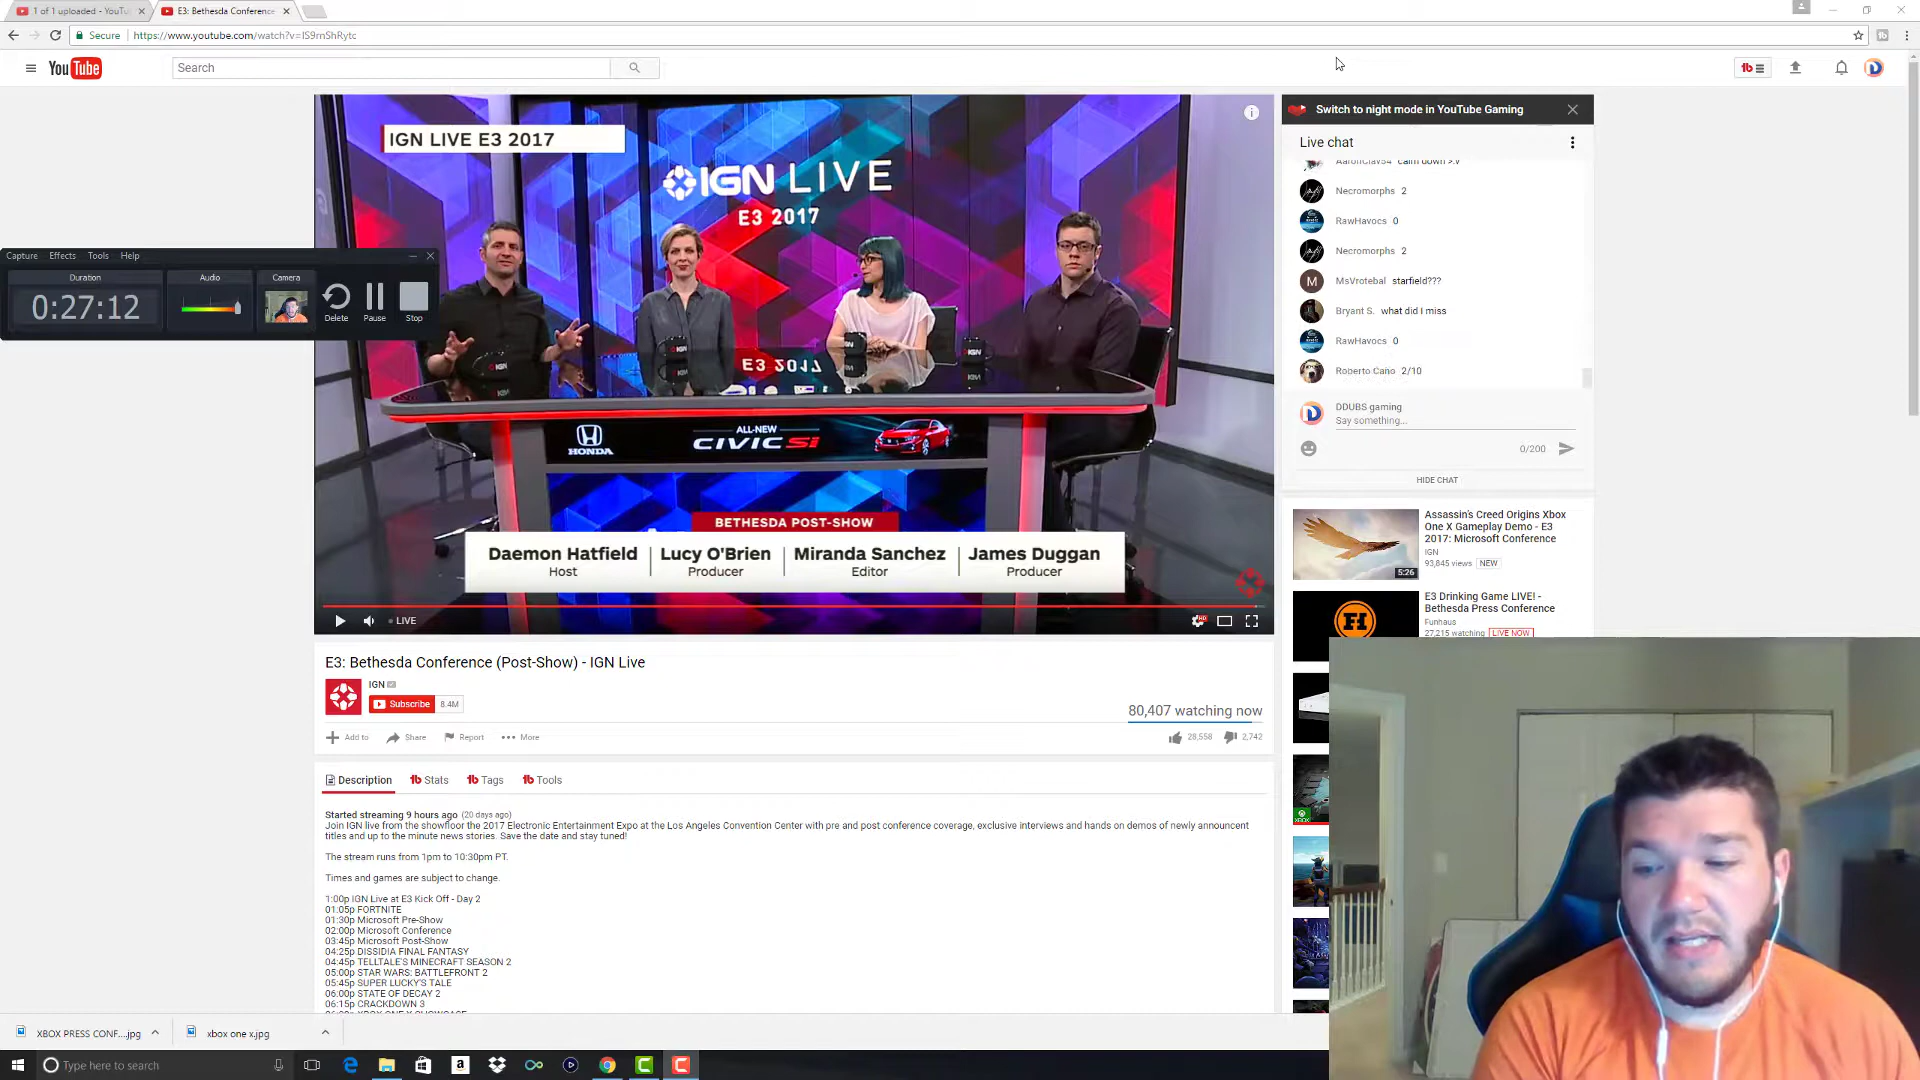 1 of 1 uploaded - YouTu
E3: Bethesda Conference
Secure
https://www.youtube.com/watch?v=IS9rnShRytc
YouTube
Search
IGN LIVE E3 2017
IGN LIVE
E3 2017
Switch to night mode in YouTube Gaming
Live chat
AaronClav54 calm down >:v
Necromorphs 2
RawHavocs 0
Necromorphs 2
M MsVrotebal starfield???
Bryant S. what did I miss
RawHavocs 0
Roberto Cano 2/10
DDUBS gaming
Say something...
0/200
HIDE CHAT
Capture Effects Tools Help
Duration Audio Camera
0:27:12
Delete Pause Stop
E3 2017
HONDA
ALL-NEW
CIVIC Si
BETHESDA POST-SHOW
Daemon Hatfield Lucy O'Brien Miranda Sanchez James Duggan
Host Producer Editor Producer
LIVE
Assassin's Creed Origins Xbox
One X Gameplay Demo - E3
2017: Microsoft Conference
IGN
93,845 views NEW
5:26
E3 Drinking Game LIVE! -
Bethesda Press Conference
Funhaus
27,215 watching LIVE NOW
E3: Bethesda Conference (Post-Show) - IGN Live
IGN
Subscribe 8.4M
80,407 watching now
Add to Share Report More
28,558 2,742
Description Stats Tags Tools
Started streaming 9 hours ago (20 days ago)
Join IGN live from the showfloor the 2017 Electronic Entertainment Expo at the Los Angeles Convention Center with pre and post conference coverage, exclusive interviews and hands on demos of newly announcent
titles and up to the minute news stories. Save the date and stay tuned!
The stream runs from 1pm to 10:30pm PT.
Times and games are subject to change.
1:00p IGN Live at E3 Kick Off - Day 2
01:05p FORTNITE
01:30p Microsoft Pre-Show
02:00p Microsoft Conference
03:45p Microsoft Post-Show
04:25p DISSIDIA FINAL FANTASY
04:45p TELLTALE'S MINECRAFT SEASON 2
05:00p STAR WARS: BATTLEFRONT 2
05:45p SUPER LUCKY'S TALE
06:00p STATE OF DECAY 2
06:15p CRACKDOWN 3
XBOX
XBOX PRESS CONF....jpg
xbox one x.jpg
Type here to search